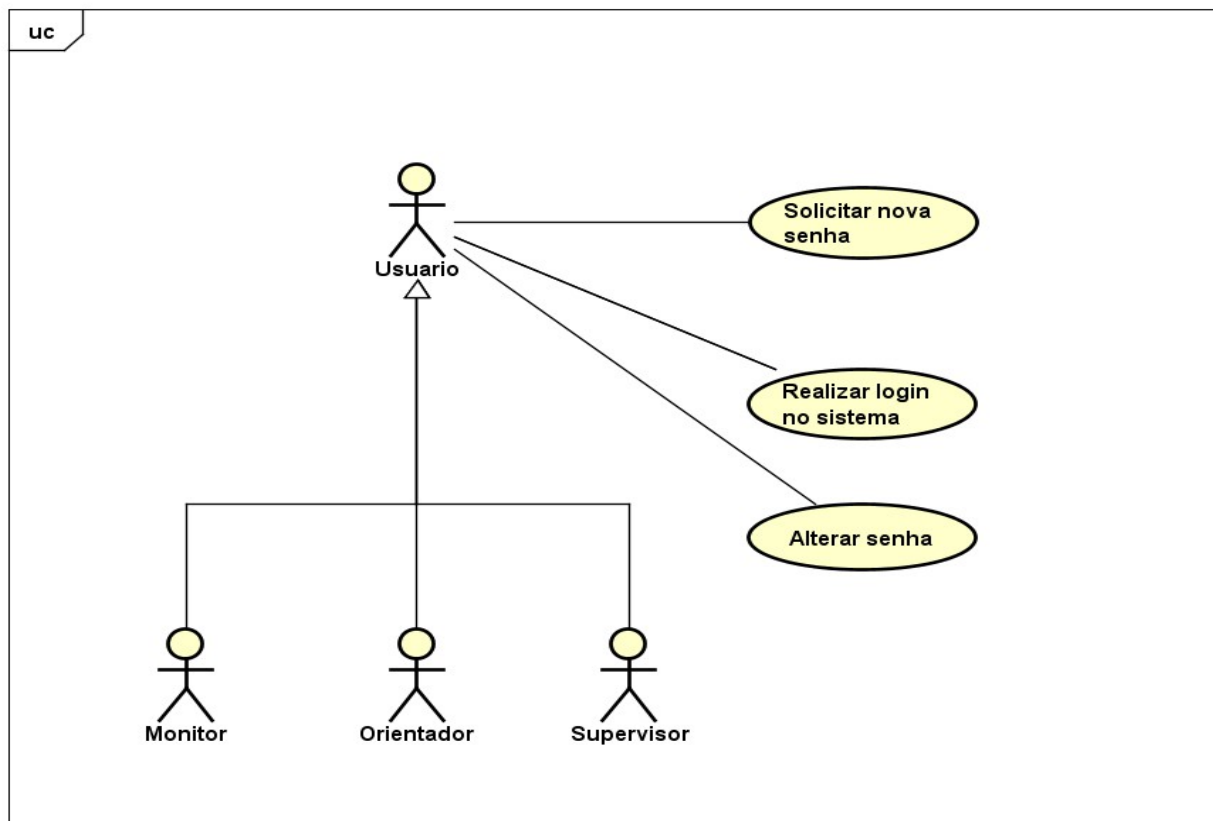 uc
Usuario
Solicitar nova
senha
Realizar login
no sistema
Alterar senha
Monitor
Orientador
Supervisor